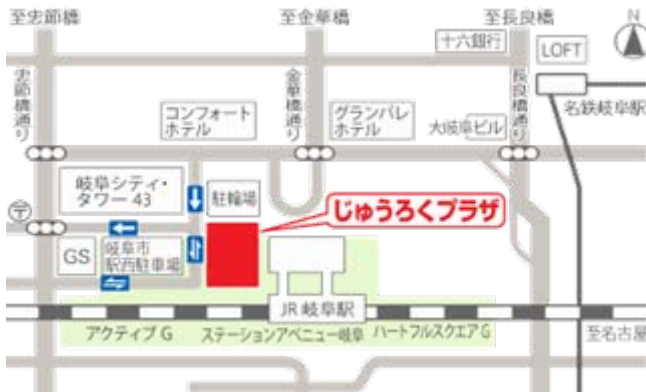 至忠節橋
至金華橋
至長良橋
N
十六銀行
LOFT
忠節橋通り
金華橋通り
長良橋通り
名鉄岐阜駅
コンフォート
ホテル
グランパレ
ホテル
大岐阜ビル
岐阜シティ・
タワー43
駐輪場
じゅうろくプラザ
〒
GS
岐阜市
駅西駐車場
JR岐阜駅
アクティブG
ステーションアベニュー岐阜
ハートフルスクエアG
至名古屋